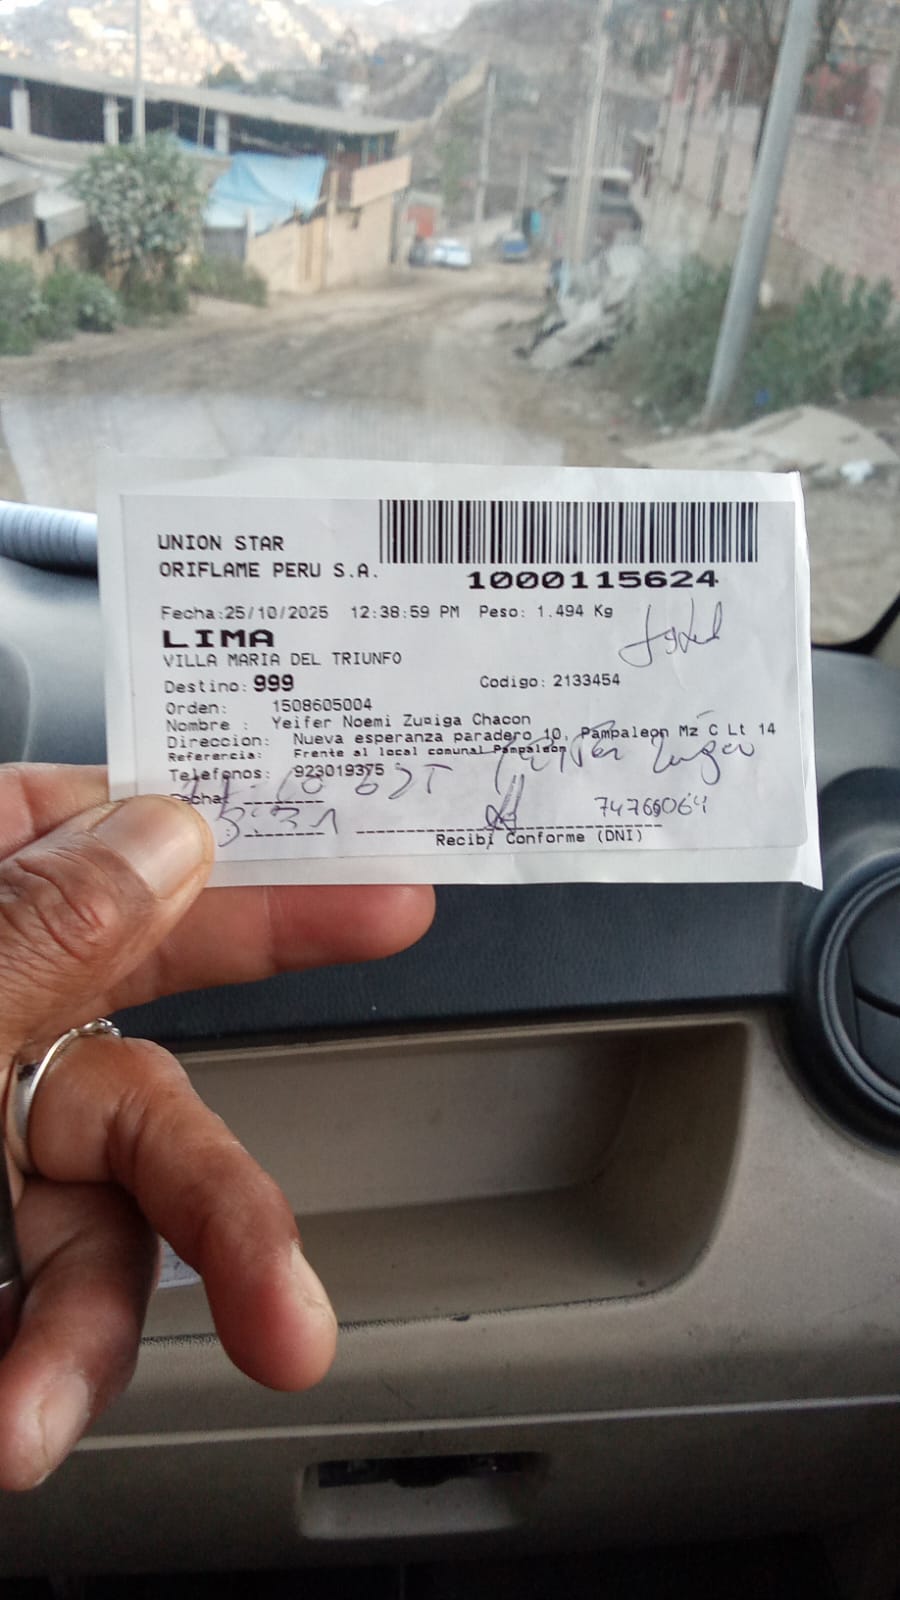 UNION STAR
ORIFLAME PERU S.A.
1000115624
Fecha:25/10/2025 12:38:59 PM Peso: 1.494 Kg
LIMA
VILLA MARIA DEL TRIUNFO
Destino: 999 Codigo: 2133454
Orden: 1508605004
Nombre : Yeifer Noemi Zu¤iga Chacon
Direccion: Nueva esperanza paradero 10, Pampaleon Mz C Lt 14
Referencia: Frente al local comunal Pampaleon
Telefonos: 923019375
Fecha:
Recibi Conforme (DNI)